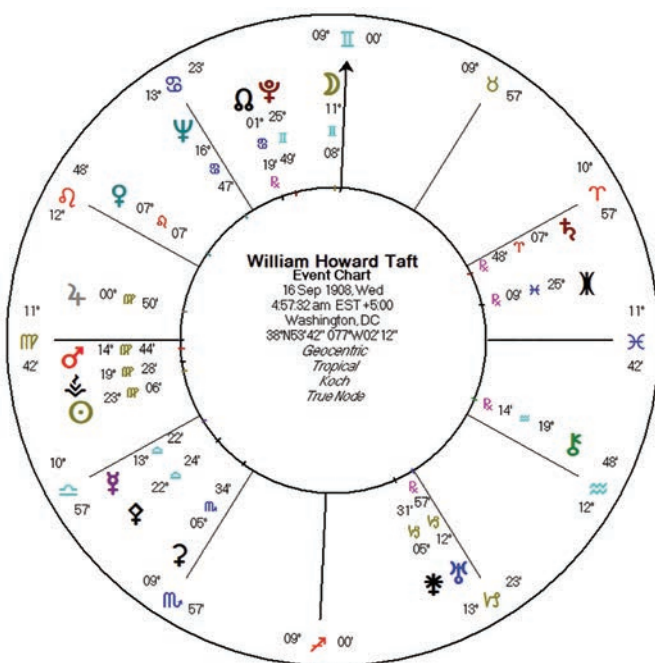 09° ♊ 00'
23'
♋
13°
09°
♉
57'
☊ ♇ ☽
01° 25° 11°
♋ ♊ ♊
19' 49' 08'
℞
♆
16°
♋
47'
48'
♌
12°
♀ 07° ♌ 07'
10°
♈
57'
℞ 48' ♈ 07° ♄
℞ 09' ♓ 25°
William Howard Taft
Event Chart
16 Sep 1908, Wed
4:57:32 am EST +5:00
Washington, DC
38°N53'42" 077°W02'12"
Geocentric
Tropical
Koch
True Node
♃ 00° ♍ 50'
11°
♍
42'
11°
♓
42'
♂ 14° ♍ 44'
⚶ 19° ♍ 28'
☉ 23° ♍ 06'
℞ 14' ♒ 19° ⚷
10°
♎
57'
☿ 13° ♎ 22'
⚴ 22° ♎ 24'
⚳ 05° ♏ 34'
48'
♒
12°
℞
31' 57'
♑ ♑
05° 12°
⚵ ♅
09°
♏
57'
13° ♑ 23'
09° ♐ 00'